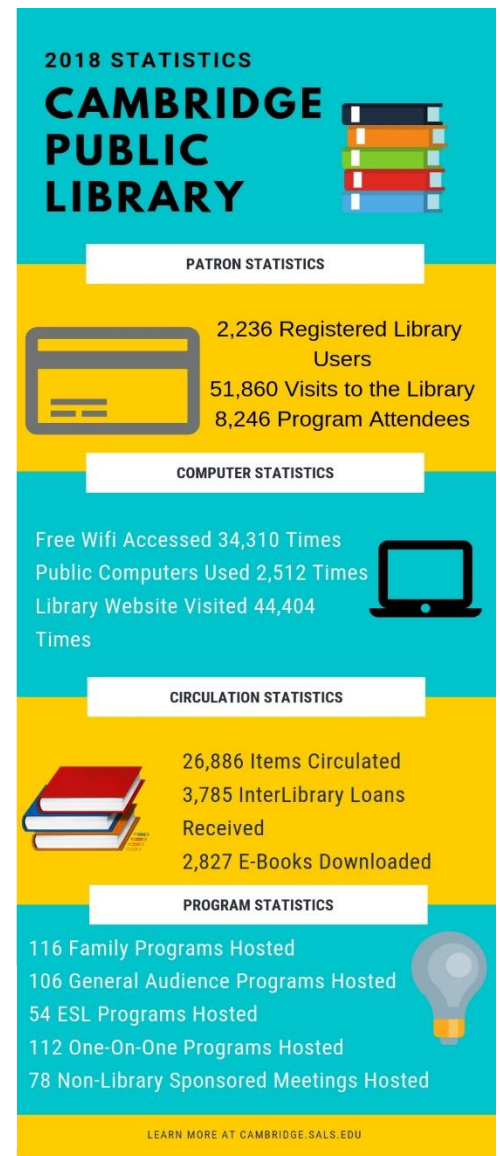 2018 STATISTICS
CAMBRIDGE
PUBLIC
LIBRARY
PATRON STATISTICS
2,236 Registered Library
Users
51,860 Visits to the Library
8,246 Program Attendees
COMPUTER STATISTICS
Free Wifi Accessed 34,310 Times
Public Computers Used 2,512 Times
Library Website Visited 44,404
Times
CIRCULATION STATISTICS
26,886 Items Circulated
3,785 InterLibrary Loans
Received
2,827 E-Books Downloaded
PROGRAM STATISTICS
116 Family Programs Hosted
106 General Audience Programs Hosted
54 ESL Programs Hosted
112 One-On-One Programs Hosted
78 Non-Library Sponsored Meetings Hosted
LEARN MORE AT CAMBRIDGE.SALS.EDU